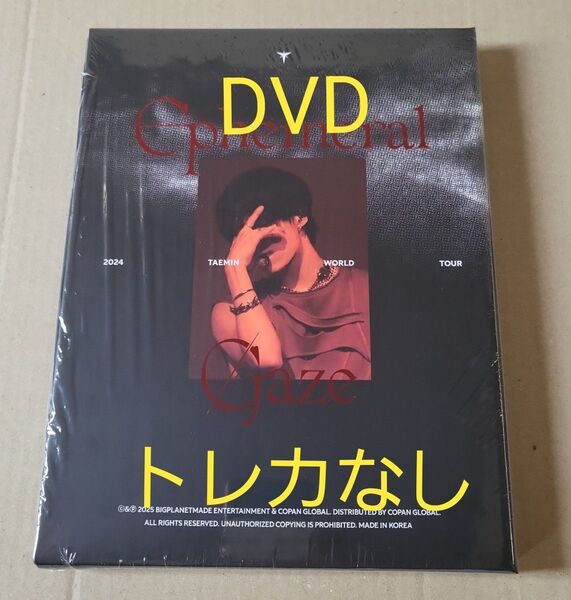 DVD
Ephemeral
2024 TAEMIN WORLD TOUR
Gaze
トレカなし
©&℗ 2025 BIGPLANETMADE ENTERTAINMENT & COPAN GLOBAL. DISTRIBUTED BY COPAN GLOBAL.
ALL RIGHTS RESERVED. UNAUTHORIZED COPYING IS PROHIBITED. MADE IN KOREA